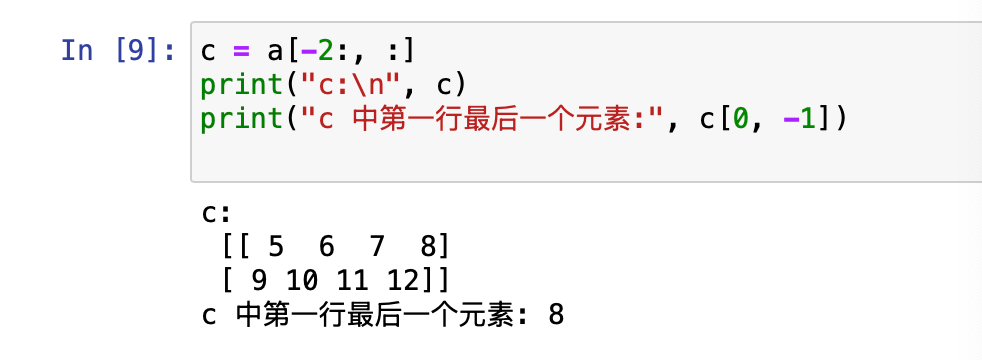 In [9]: c = a[-2:, :]
print("c:\n", c)
print("c 中第一行最后一个元素:", c[0, -1])
c:
 [[ 5  6  7  8]
 [ 9 10 11 12]]
c 中第一行最后一个元素: 8